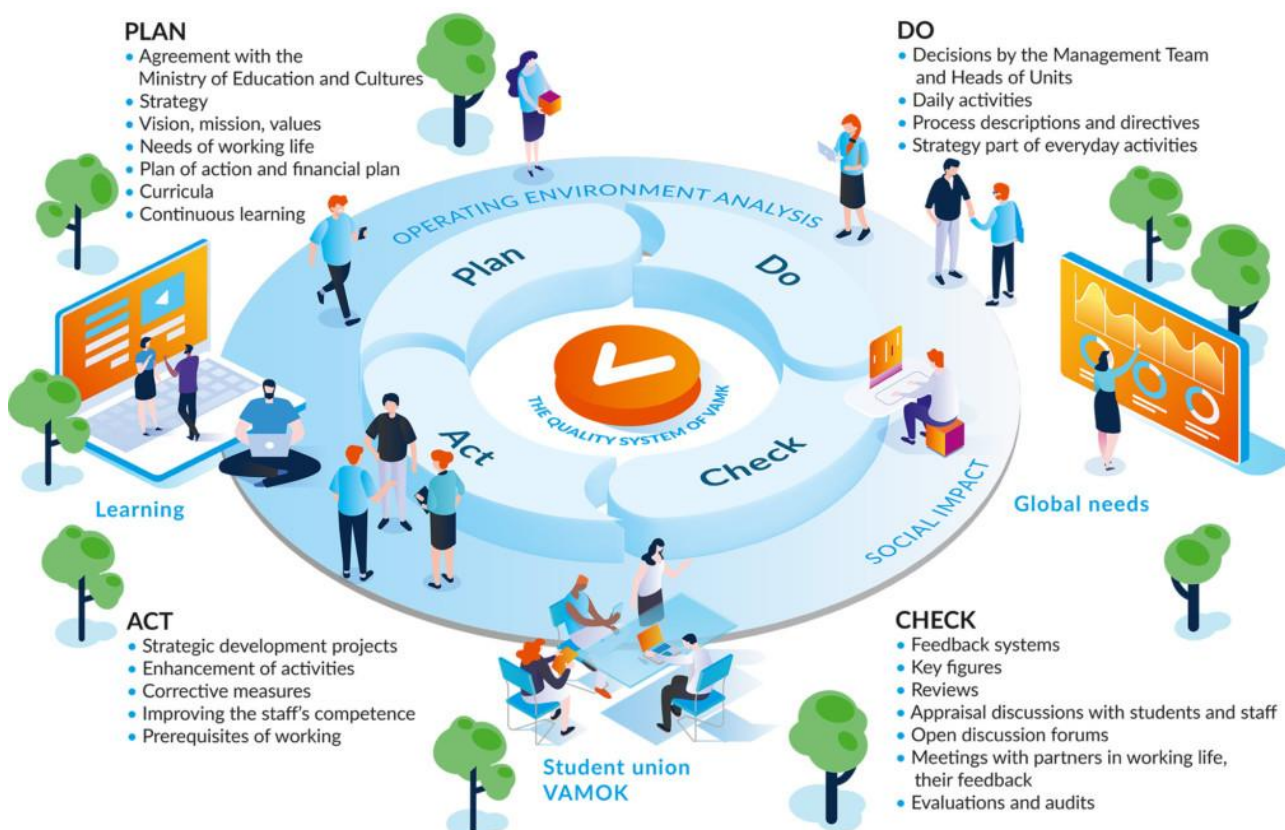 PLAN
• Agreement with the
Ministry of Education and Cultures
• Strategy
• Vision, mission, values
• Needs of working life
• Plan of action and financial plan
• Curricula
• Continuous learning
DO
• Decisions by the Management Team
and Heads of Units
• Daily activities
• Process descriptions and directives
• Strategy part of everyday activities
OPERATING ENVIRONMENT ANALYSIS
Plan
Do
THE QUALITY SYSTEM OF VAMK
Act
Check
SOCIAL IMPACT
Learning
Global needs
ACT
• Strategic development projects
• Enhancement of activities
• Corrective measures
• Improving the staff's competence
• Prerequisites of working
Student union
VAMOK
CHECK
• Feedback systems
• Key figures
• Reviews
• Appraisal discussions with students and staff
• Open discussion forums
• Meetings with partners in working life,
their feedback
• Evaluations and audits